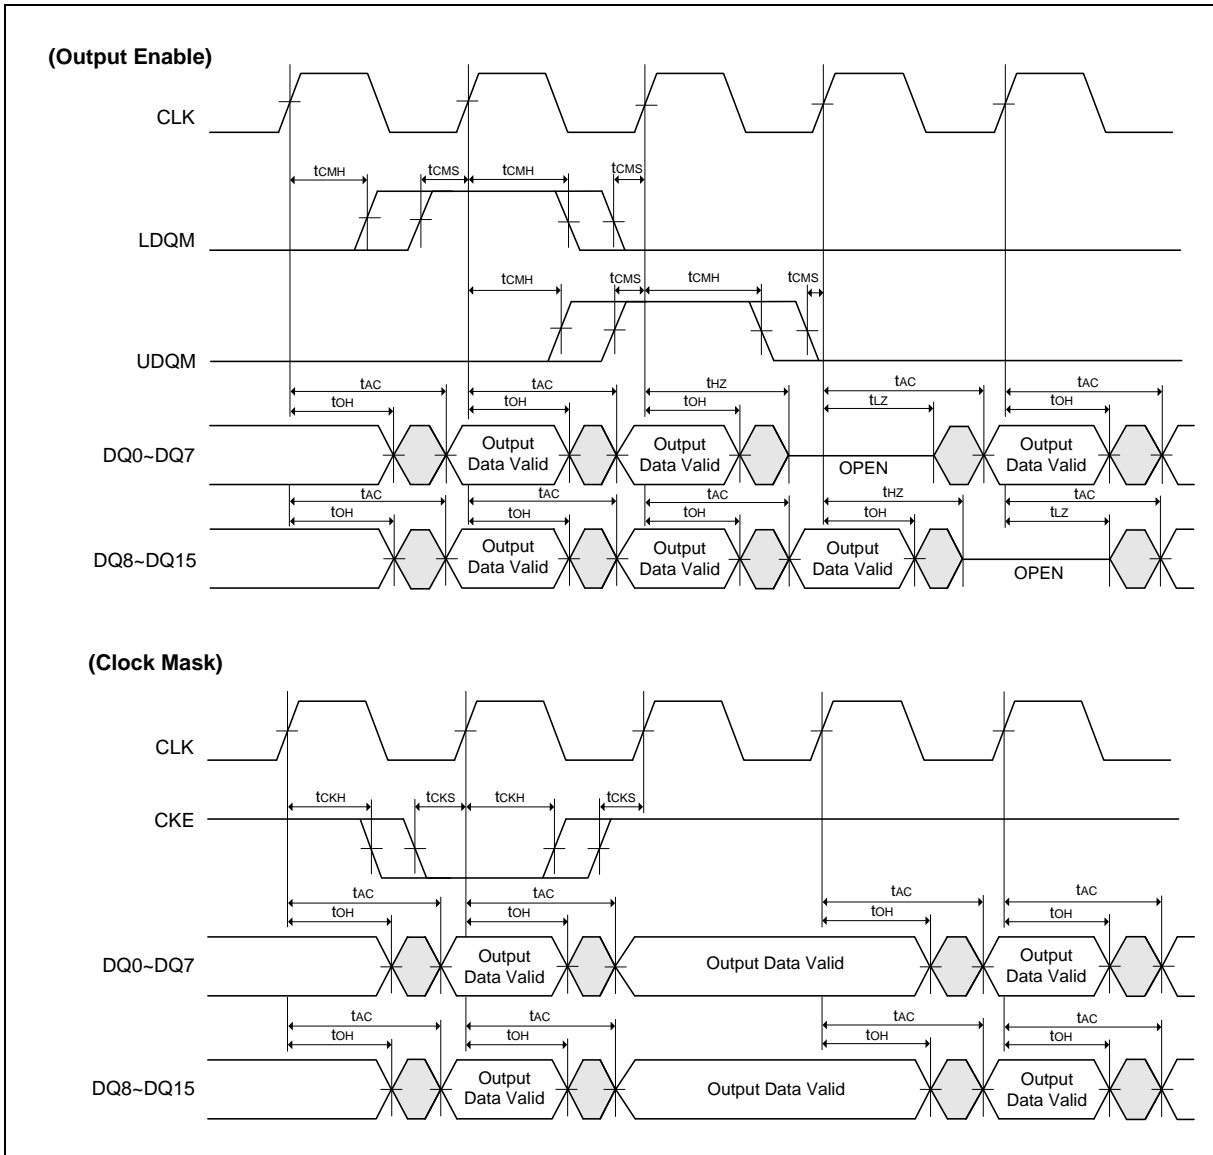 (Output Enable)
CLK
tCMH tCMS tCMH tCMS
LDQM
tCMH tCMS tCMH tCMS
UDQM
tAC tAC tHZ tAC tAC
tOH tOH tOH tLZ tOH
DQ0~DQ7
Output Data Valid
Output Data Valid
OPEN
Output Data Valid
tAC tAC tAC tHZ tAC
tOH tOH tOH tOH tLZ
DQ8~DQ15
Output Data Valid
Output Data Valid
Output Data Valid
OPEN
(Clock Mask)
CLK
tCKH tCKS tCKH tCKS
CKE
tAC tAC tAC tAC
tOH tOH tOH tOH
DQ0~DQ7
Output Data Valid
Output Data Valid
Output Data Valid
tAC tAC tAC tAC
tOH tOH tOH tOH
DQ8~DQ15
Output Data Valid
Output Data Valid
Output Data Valid